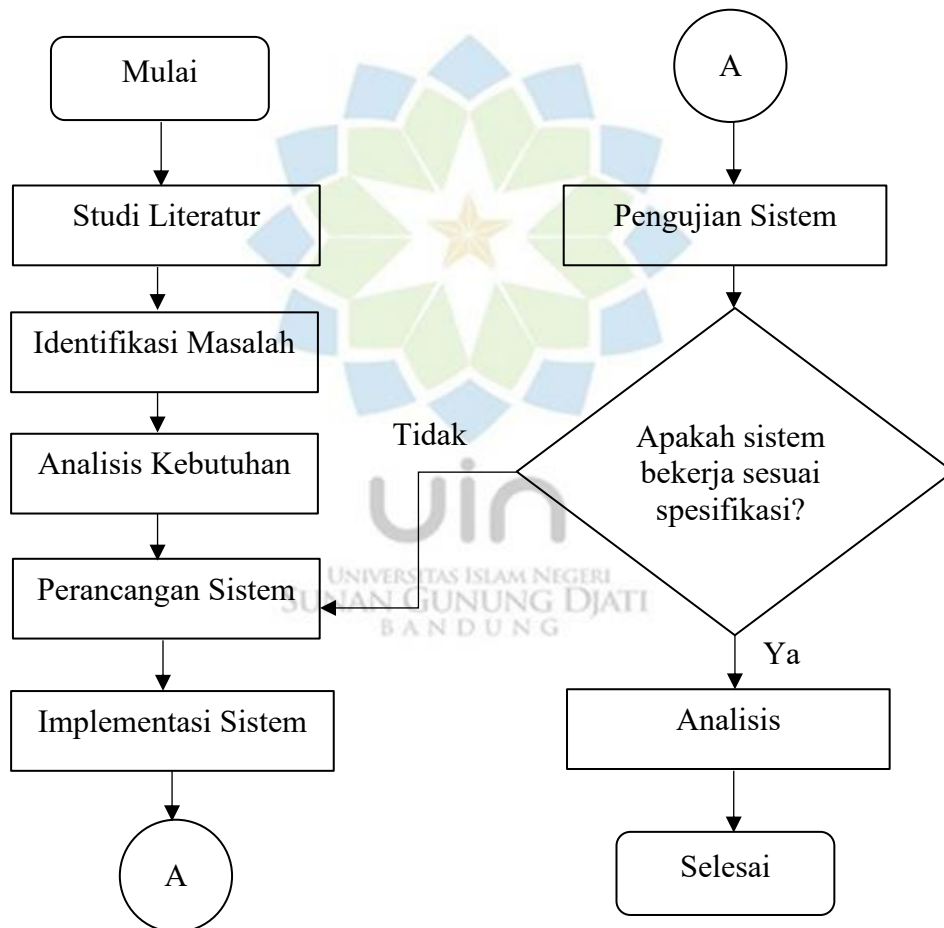 Mulai
Studi Literatur
Identifikasi Masalah
Analisis Kebutuhan
Perancangan Sistem
Implementasi Sistem
A
A
Pengujian Sistem
Apakah sistem
bekerja sesuai
spesifikasi?
Tidak
Ya
Analisis
Selesai
uin
UNIVERSITAS ISLAM NEGERI
SUNAN GUNUNG DJATI
BANDUNG